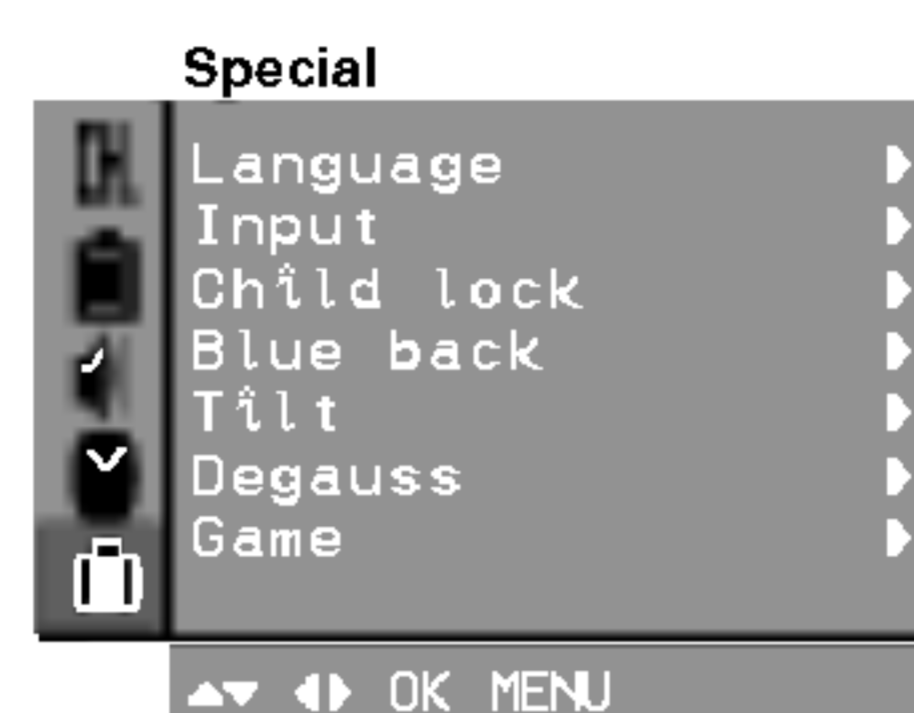 Special
Language
Input
Child lock
Blue back
Tilt
Degauss
Game
OK MENU